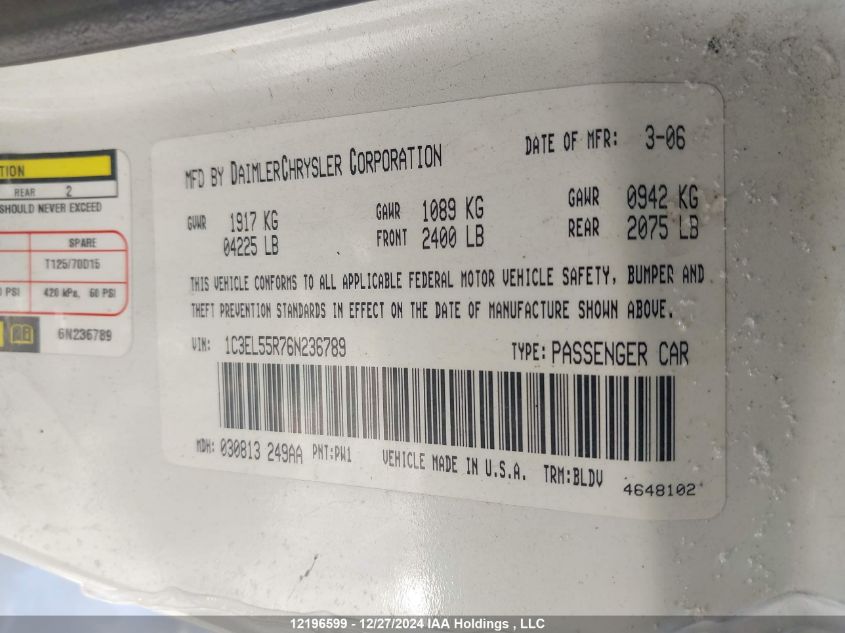 TION
REAR 2
SHOULD NEVER EXCEED
SPARE
T125/70D15
PSI 420 kPa, 60 PSI
6N236789
MFD BY DAIMLERCHRYSLER CORPORATION DATE OF MFR: 3-06
GVWR 1917 KG GAWR 1089 KG GAWR 0942 KG
04225 LB FRONT 2400 LB REAR 2075 LB
THIS VEHICLE CONFORMS TO ALL APPLICABLE FEDERAL MOTOR VEHICLE SAFETY, BUMPER AND
THEFT PREVENTION STANDARDS IN EFFECT ON THE DATE OF MANUFACTURE SHOWN ABOVE.
VIN: 1C3EL55R76N236789 TYPE: PASSENGER CAR
MDH: 030813 249AA PNT:PW1 VEHICLE MADE IN U.S.A. TRM:BLDV 4648102
12196599 - 12/27/2024 IAA Holdings , LLC